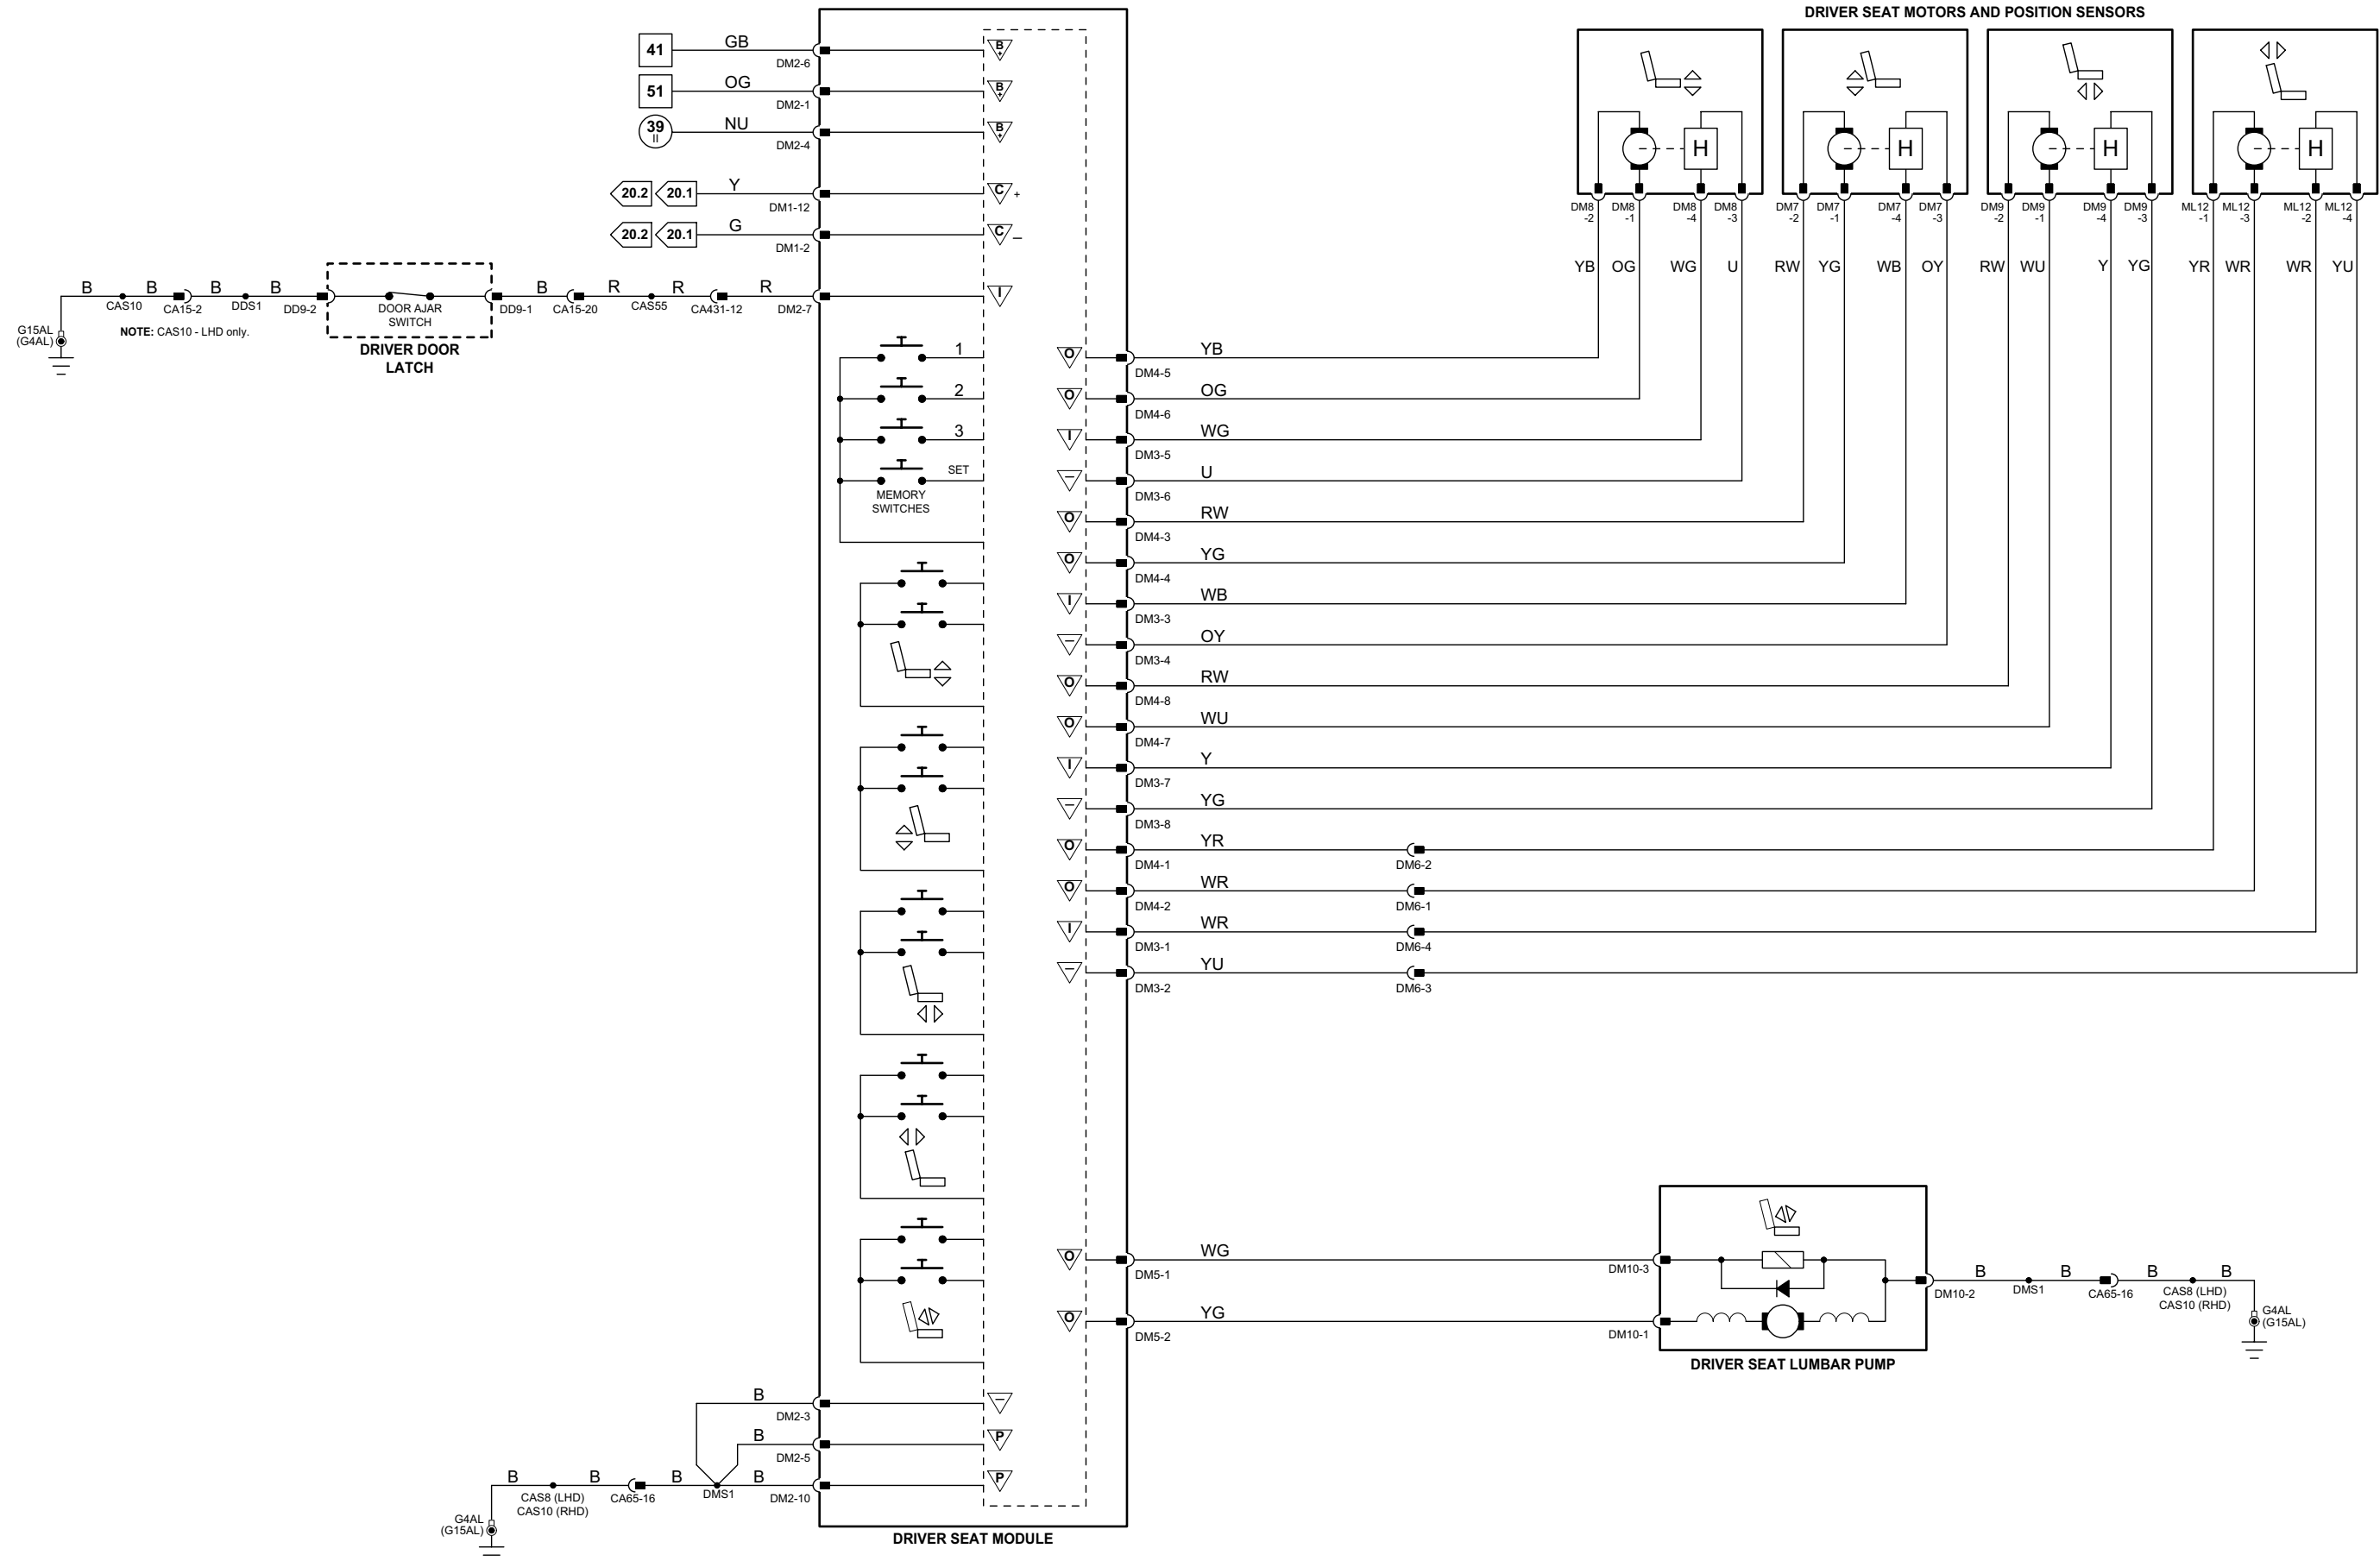 DRIVER SEAT MOTORS AND POSITION SENSORS
41 GB DM2-6 B+
51 OG DM2-1 B+
39 II NU DM2-4 B+
20.2 20.1 Y DM1-12 C +
20.2 20.1 G DM1-2 C –
H H H H
DM8 -2 DM8 -1 DM8 -4 DM8 -3 DM7 -2 DM7 -1 DM7 -4 DM7 -3 DM9 -2 DM9 -1 DM9 -4 DM9 -3 ML12 -1 ML12 -3 ML12 -2 ML12 -4
YB OG WG U RW YG WB OY RW WU Y YG YR WR WR YU
B B B B B R R R
CAS10 CA15-2 DDS1 DD9-2 DOOR AJAR SWITCH DD9-1 CA15-20 CAS55 CA431-12 DM2-7 I
G15AL
(G4AL)
NOTE: CAS10 - LHD only.
DRIVER DOOR
LATCH
1
2
3
SET
MEMORY
SWITCHES
O YB DM4-5
O OG DM4-6
I WG DM3-5
– U DM3-6
O RW DM4-3
O YG DM4-4
I WB DM3-3
– OY DM3-4
O RW DM4-8
O WU DM4-7
I Y DM3-7
– YG DM3-8
O YR DM4-1 DM6-2
O WR DM4-2 DM6-1
I WR DM3-1 DM6-4
– YU DM3-2 DM6-3
O WG DM5-1 DM10-3
O YG DM5-2 DM10-1
B B B B
DM10-2 DMS1 CA65-16 CAS8 (LHD)
CAS10 (RHD)
G4AL
(G15AL)
DRIVER SEAT LUMBAR PUMP
B DM2-3 –
B DM2-5 P
B B B B
CAS8 (LHD) CA65-16 DMS1 DM2-10 P
CAS10 (RHD)
G4AL
(G15AL)
DRIVER SEAT MODULE